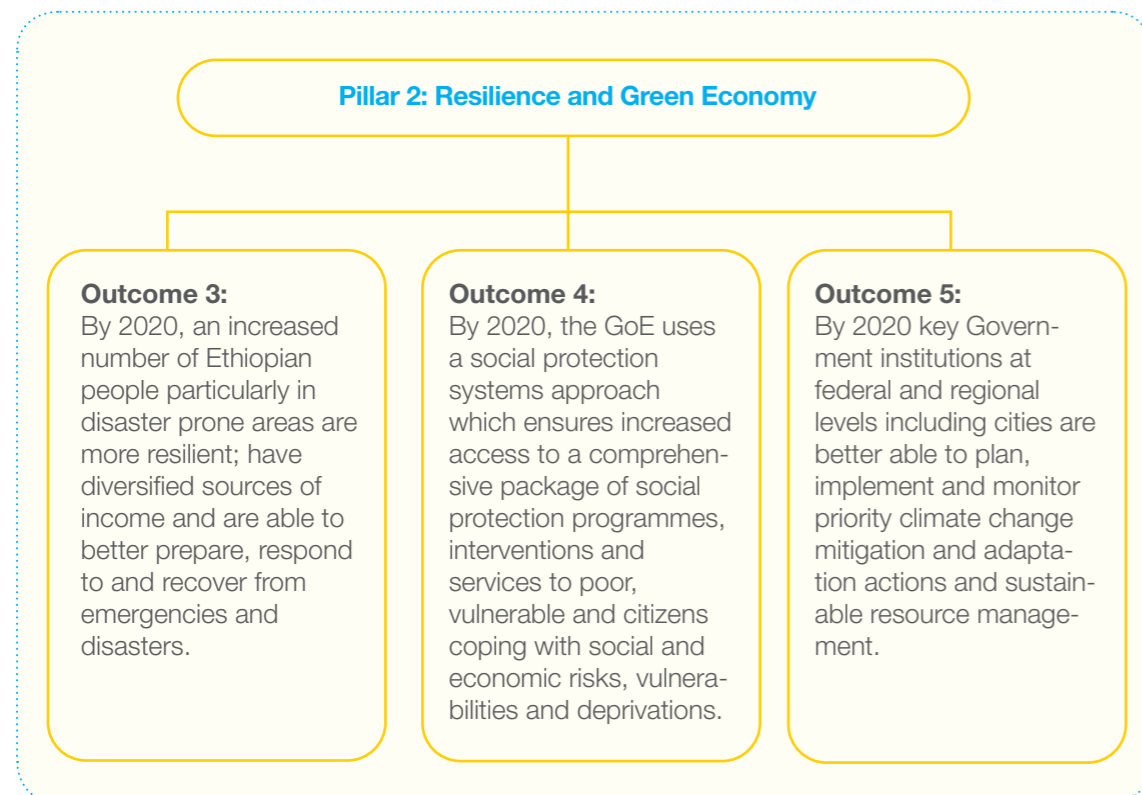 Pillar 2: Resilience and Green Economy
Outcome 3:
By 2020, an increased
number of Ethiopian
people particularly in
disaster prone areas are
more resilient; have
diversified sources of
income and are able to
better prepare, respond
to and recover from
emergencies and
disasters.
Outcome 4:
By 2020, the GoE uses
a social protection
systems approach
which ensures increased
access to a comprehen-
sive package of social
protection programmes,
interventions and
services to poor,
vulnerable and citizens
coping with social and
economic risks, vulnera-
bilities and deprivations.
Outcome 5:
By 2020 key Govern-
ment institutions at
federal and regional
levels including cities are
better able to plan,
implement and monitor
priority climate change
mitigation and adapta-
tion actions and sustain-
able resource manage-
ment.